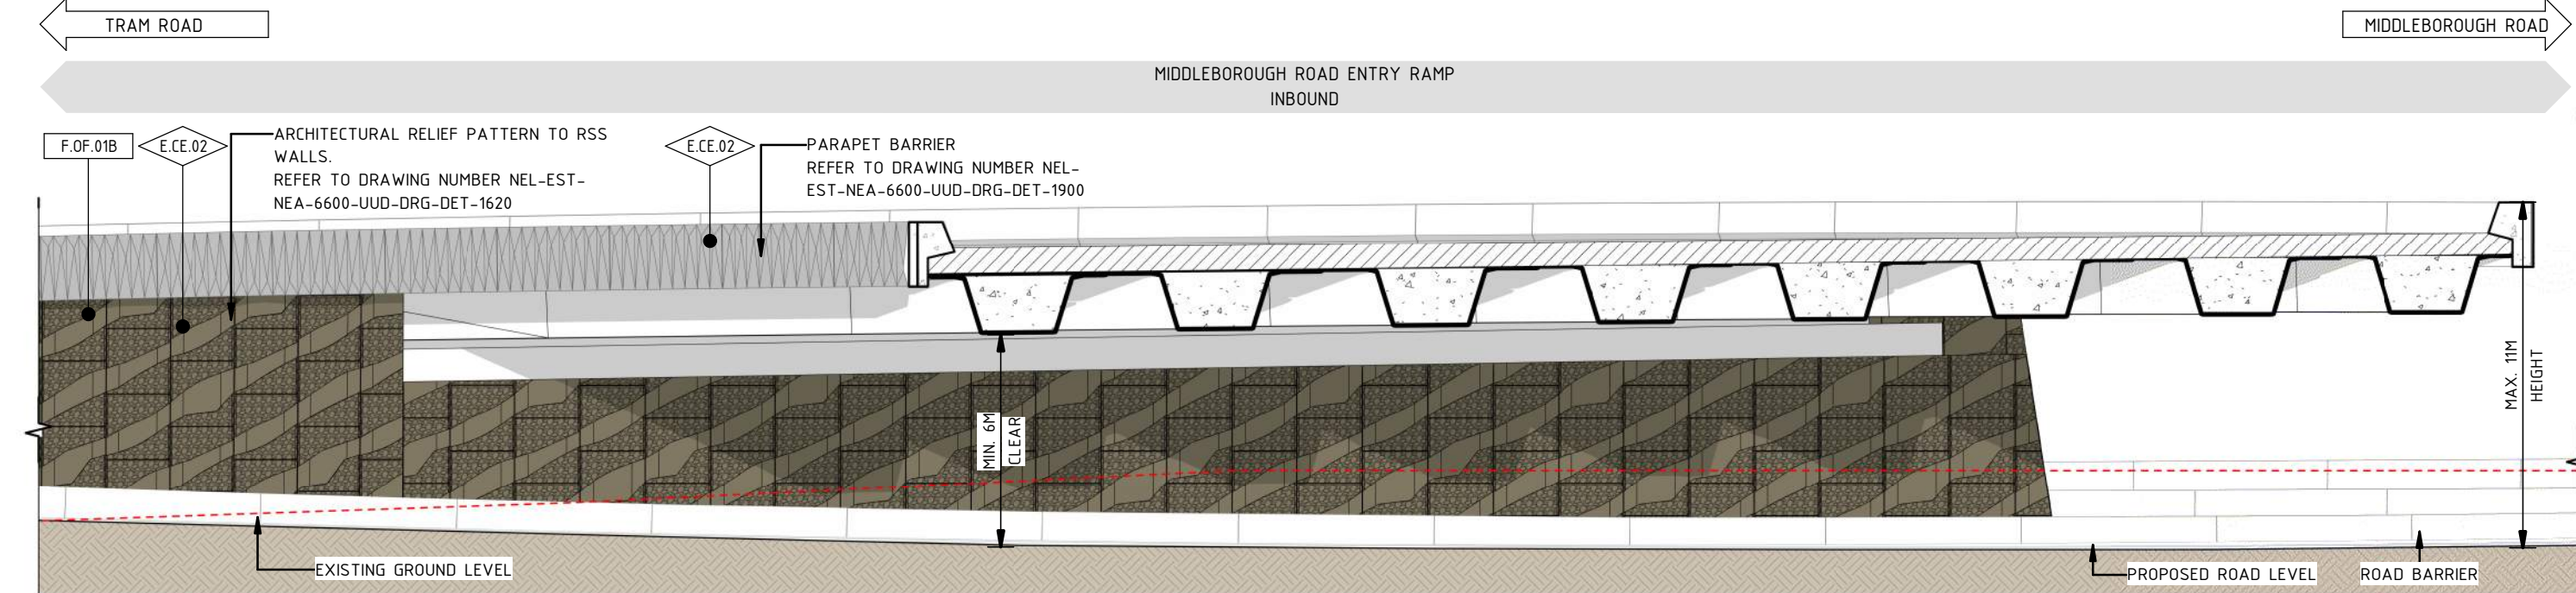 TRAM ROAD
MIDDLEBOROUGH ROAD
MIDDLEBOROUGH ROAD ENTRY RAMP
INBOUND
F.OF.01B
E.CE.02
ARCHITECTURAL RELIEF PATTERN TO RSS
WALLS.
REFER TO DRAWING NUMBER NEL-EST-
NEA-6600-UUD-DRG-DET-1620
E.CE.02
PARAPET BARRIER
REFER TO DRAWING NUMBER NEL-
EST-NEA-6600-UUD-DRG-DET-1900
MIN. 6M
CLEAR
MAX. 11M
HEIGHT
EXISTING GROUND LEVEL
PROPOSED ROAD LEVEL
ROAD BARRIER